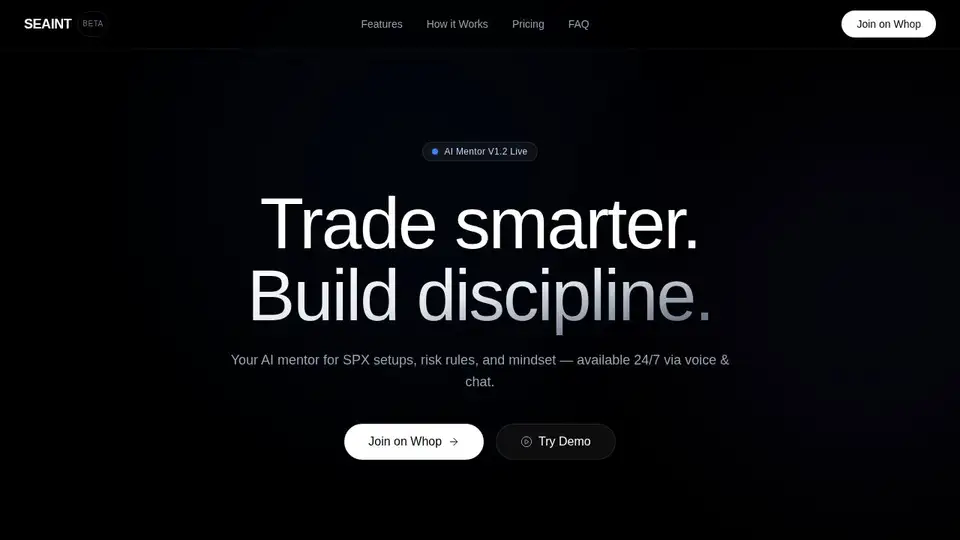 SEAINT BETA Features How it Works Pricing FAQ Join on Whop
AI Mentor V1.2 Live
Trade smarter.
Build discipline.
Your AI mentor for SPX setups, risk rules, and mindset — available 24/7 via voice &
chat.
Join on Whop → Try Demo